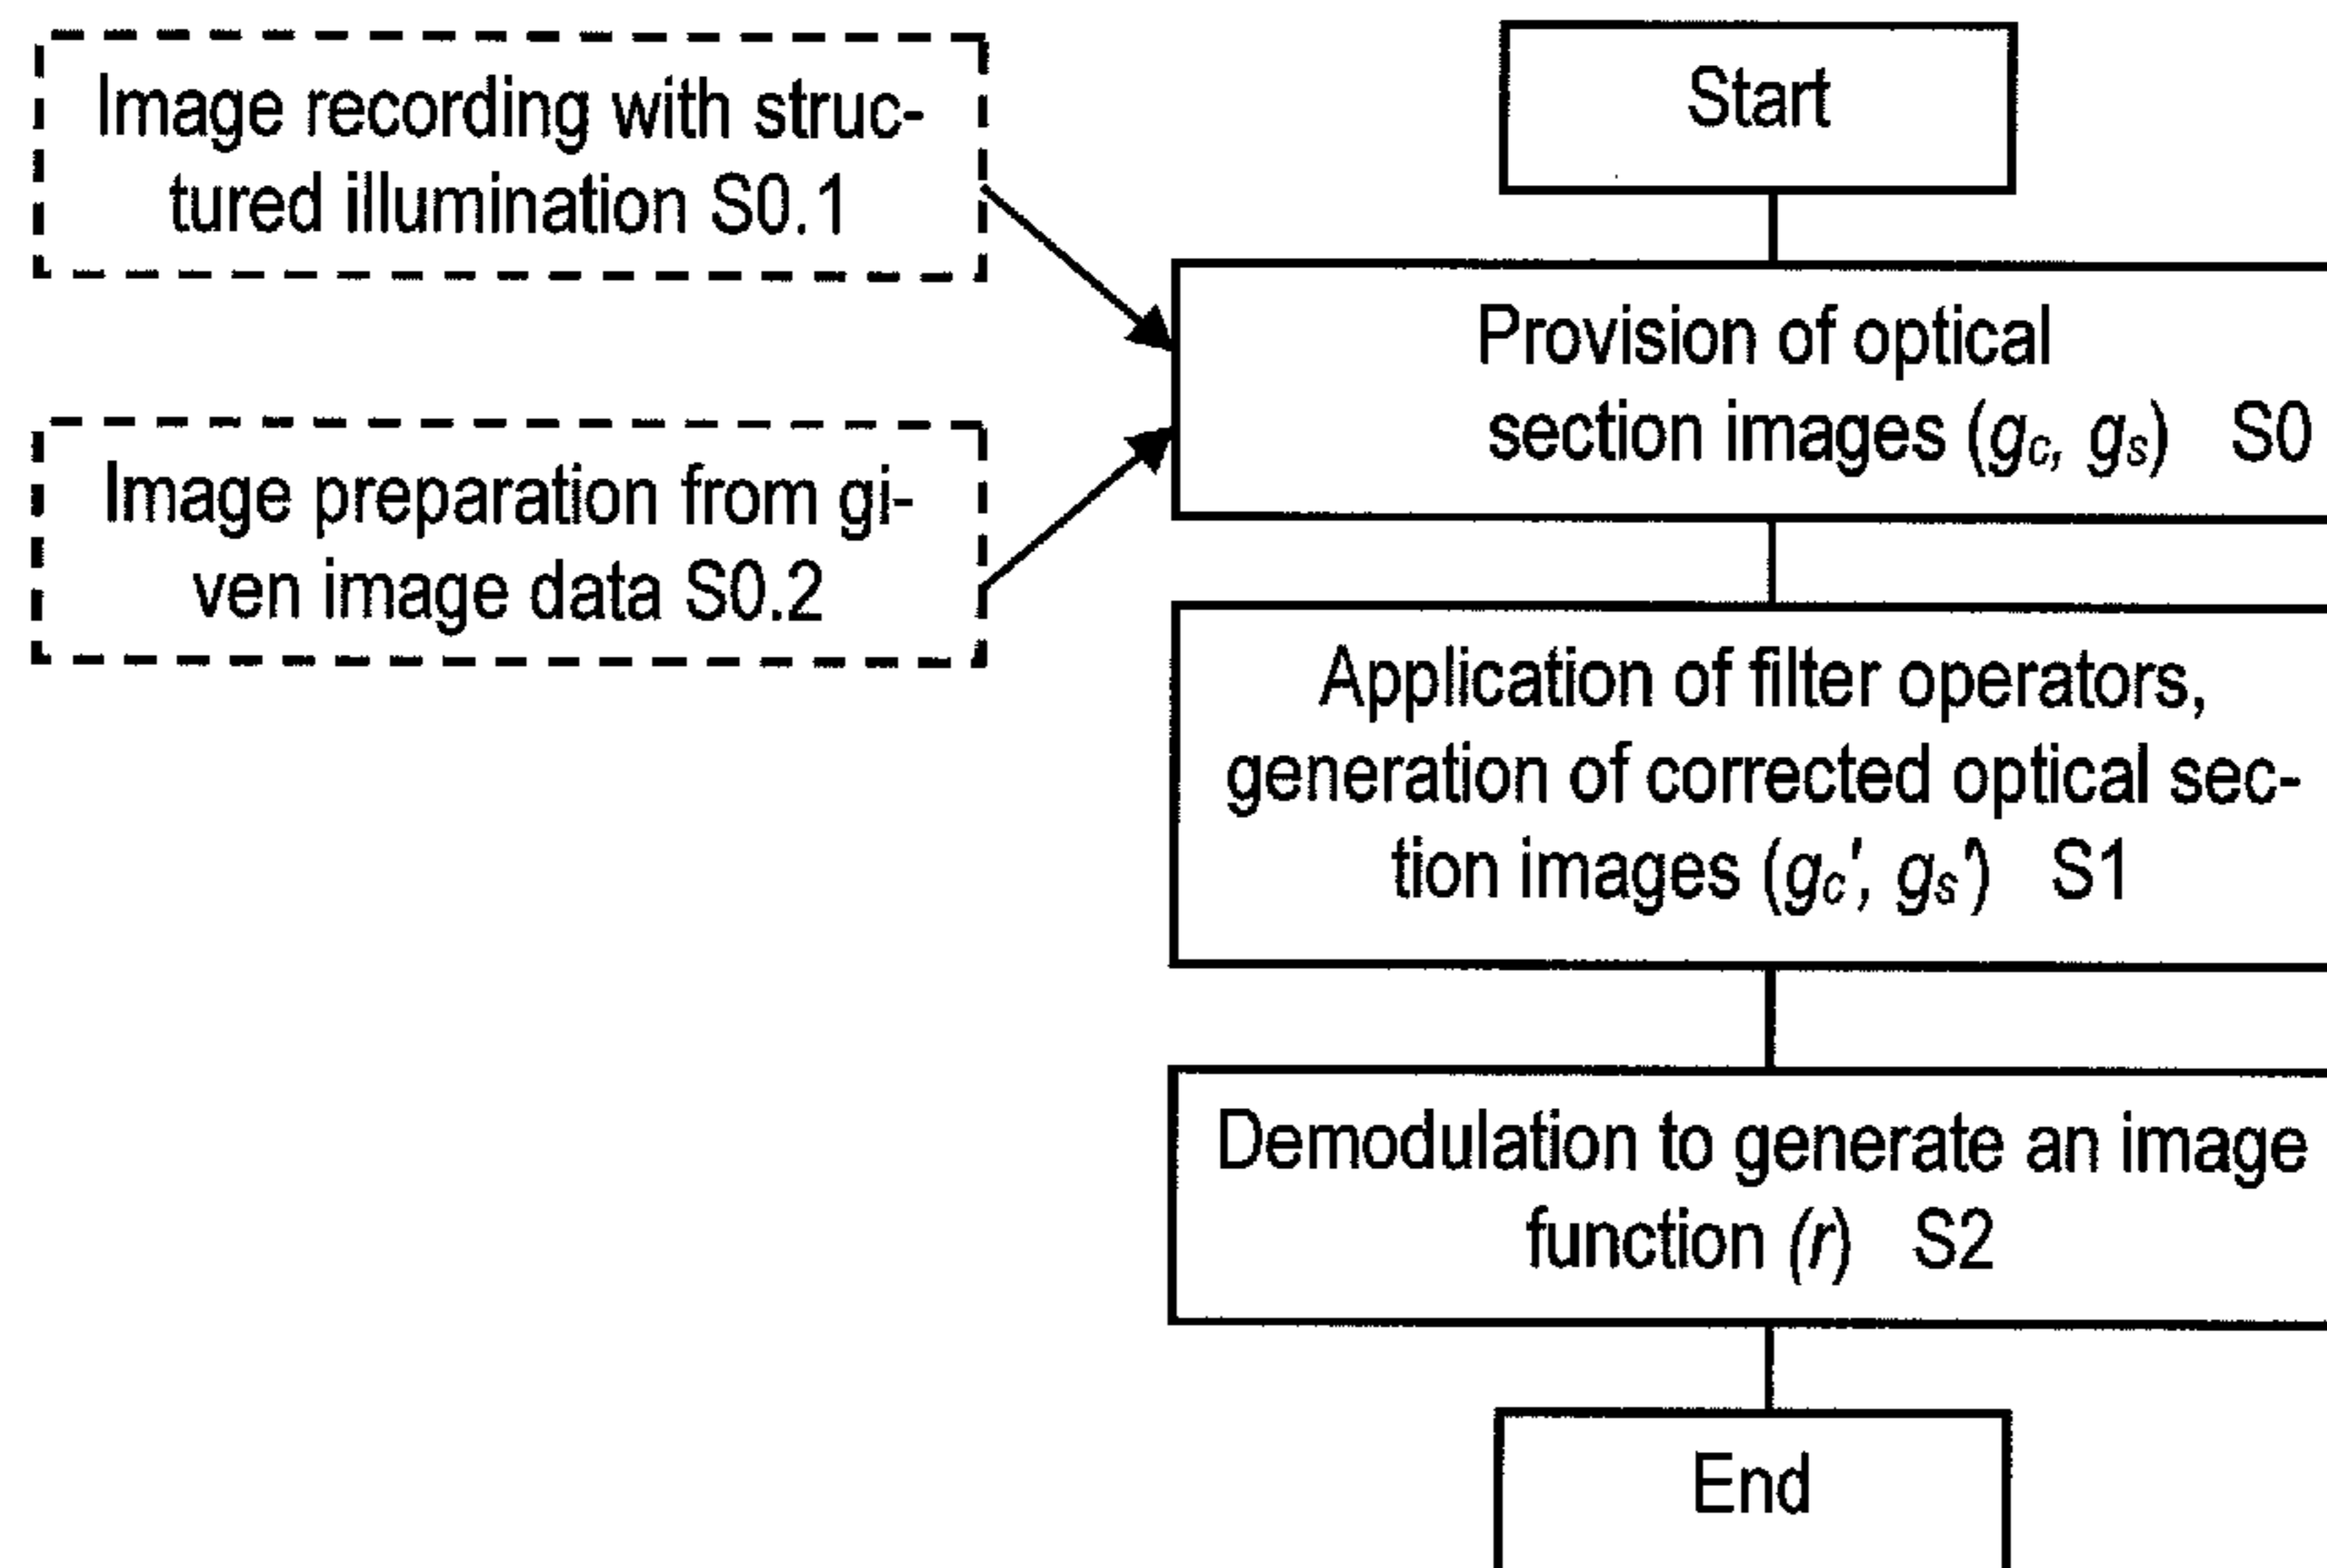 Image recording with struc-
tured illumination S0.1
Image preparation from gi-
ven image data S0.2
Start
Provision of optical
section images (gc, gs) S0
Application of filter operators,
generation of corrected optical sec-
tion images (gc', gs') S1
Demodulation to generate an image
function (r) S2
End